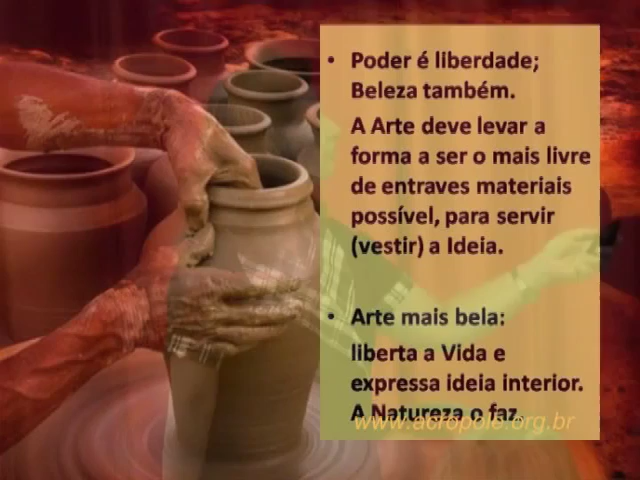 • Poder é liberdade;
Beleza também.
A Arte deve levar a
forma a ser o mais livre
de entraves materiais
possível, para servir
(vestir) a Ideia.
• Arte mais bela:
liberta a Vida e
expressa ideia interior.
A Natureza o faz.
www.acropole.org.br